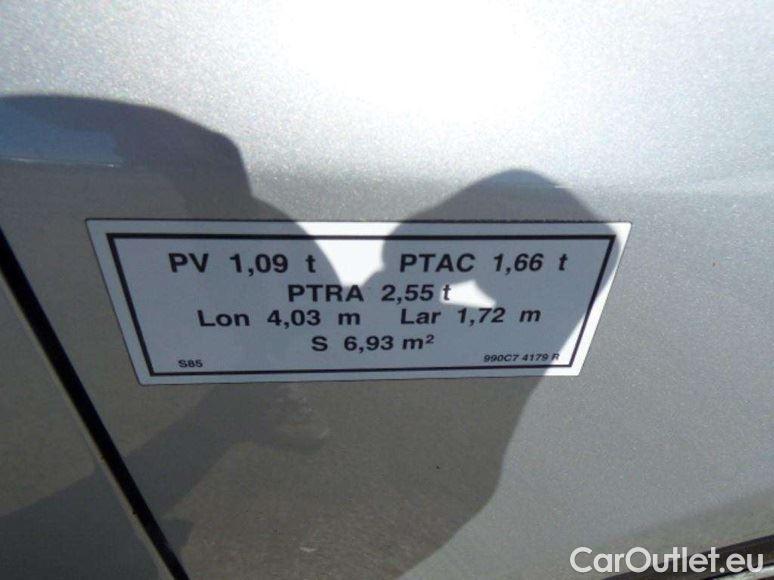 PV 1,09 t PTAC 1,66 t
PTRA 2,55 t
Lon 4,03 m Lar 1,72 m
S 6,93 m²
S85 990C7 4179 R
CarOutlet.eu